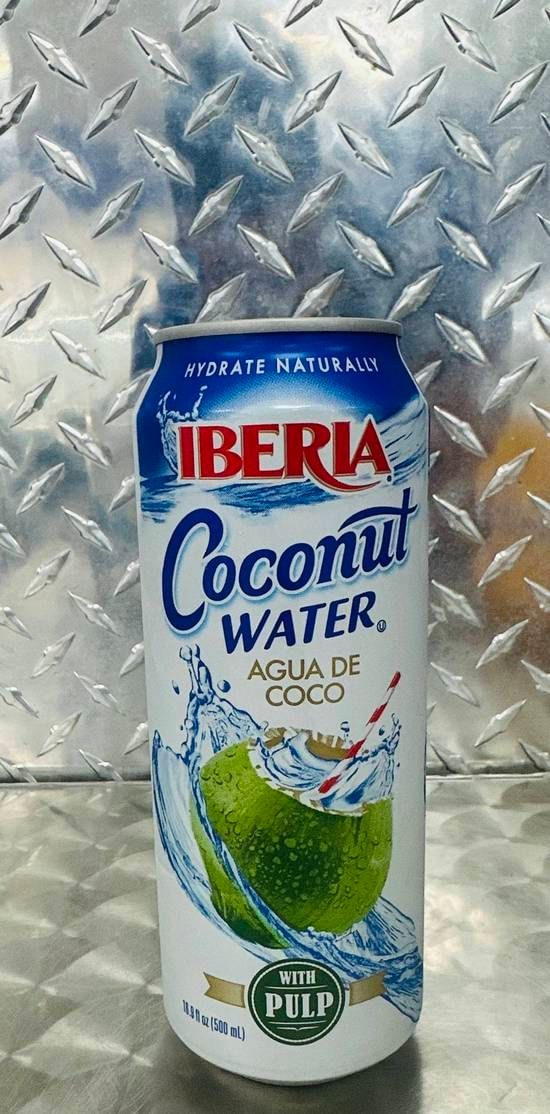 HYDRATE NATURALLY
IBERIA
Coconut
WATER
AGUA DE
COCO
WITH
PULP
16.9 fl oz (500 mL)